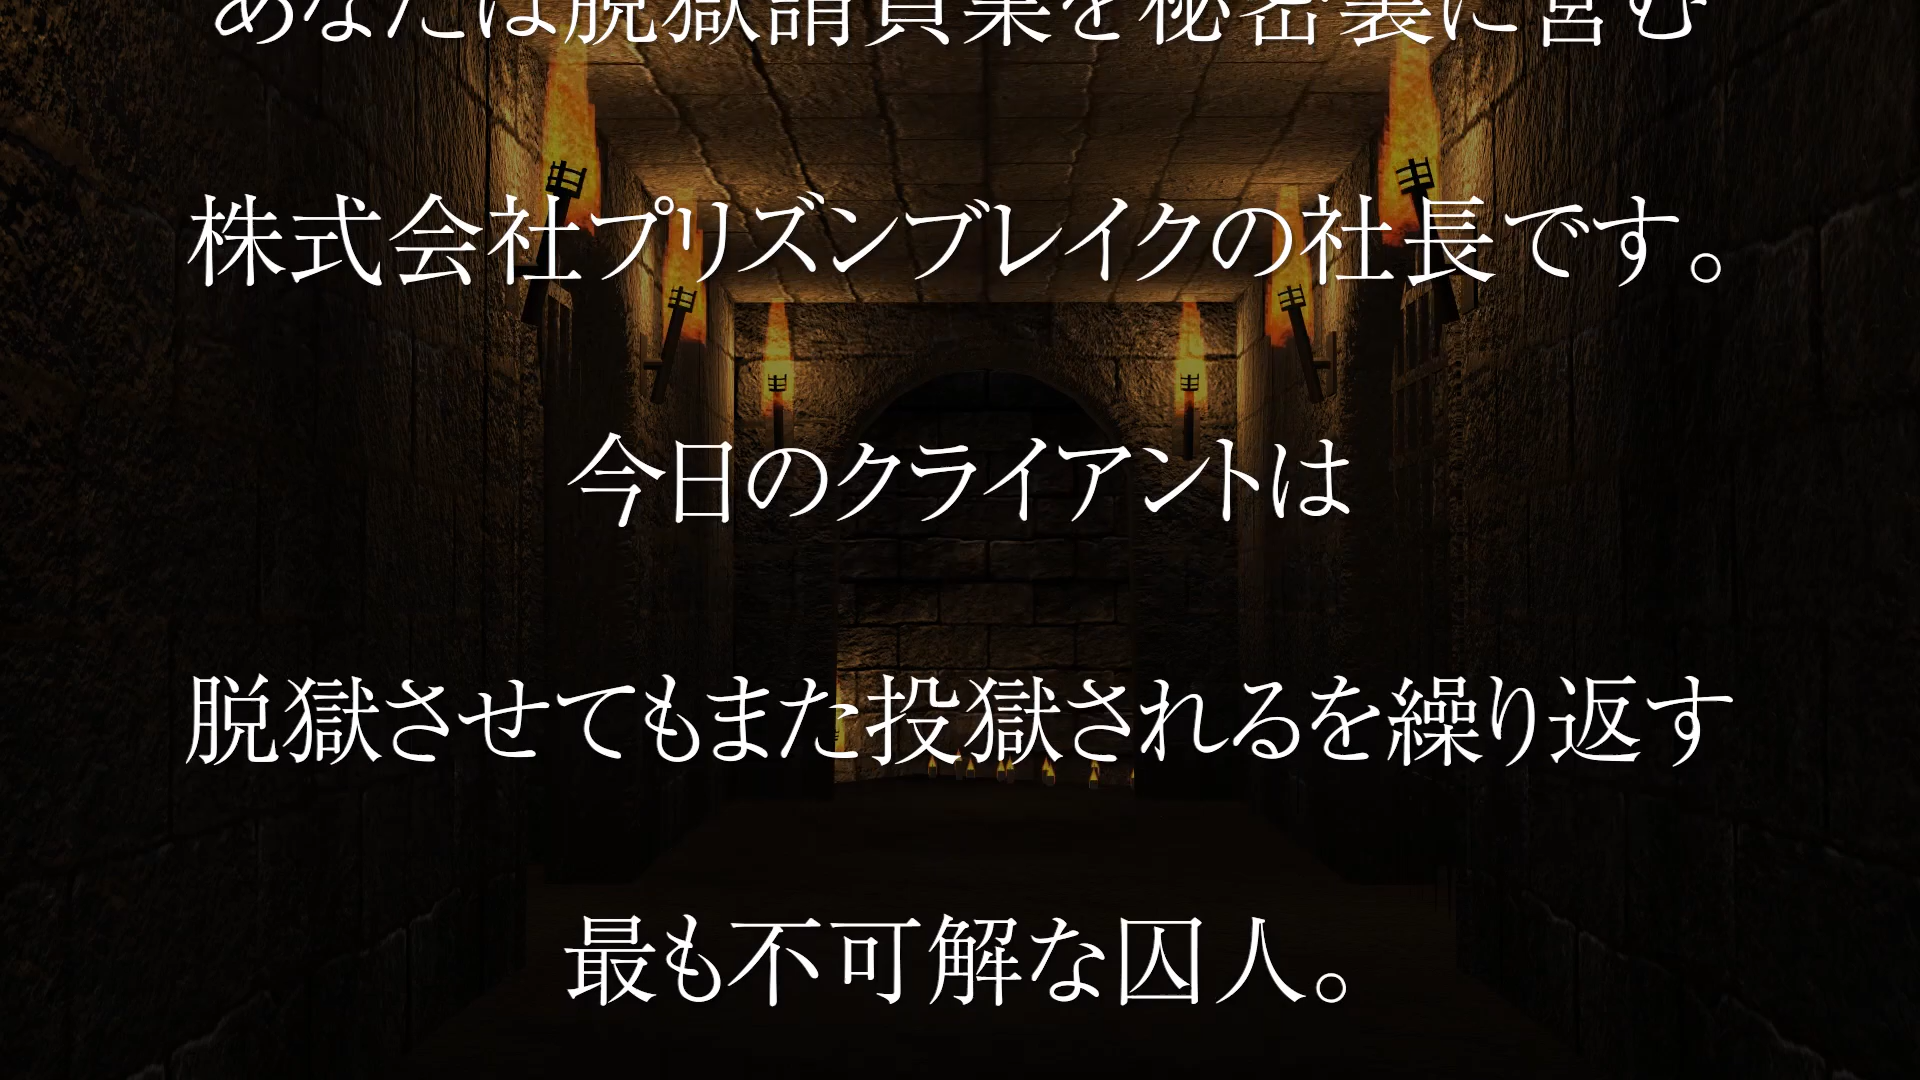 あなたは脱獄請負業を秘密裏に営む
株式会社プリズンブレイクの社長です。
今日のクライアントは
脱獄させてもまた投獄されるを繰り返す
最も不可解な囚人。